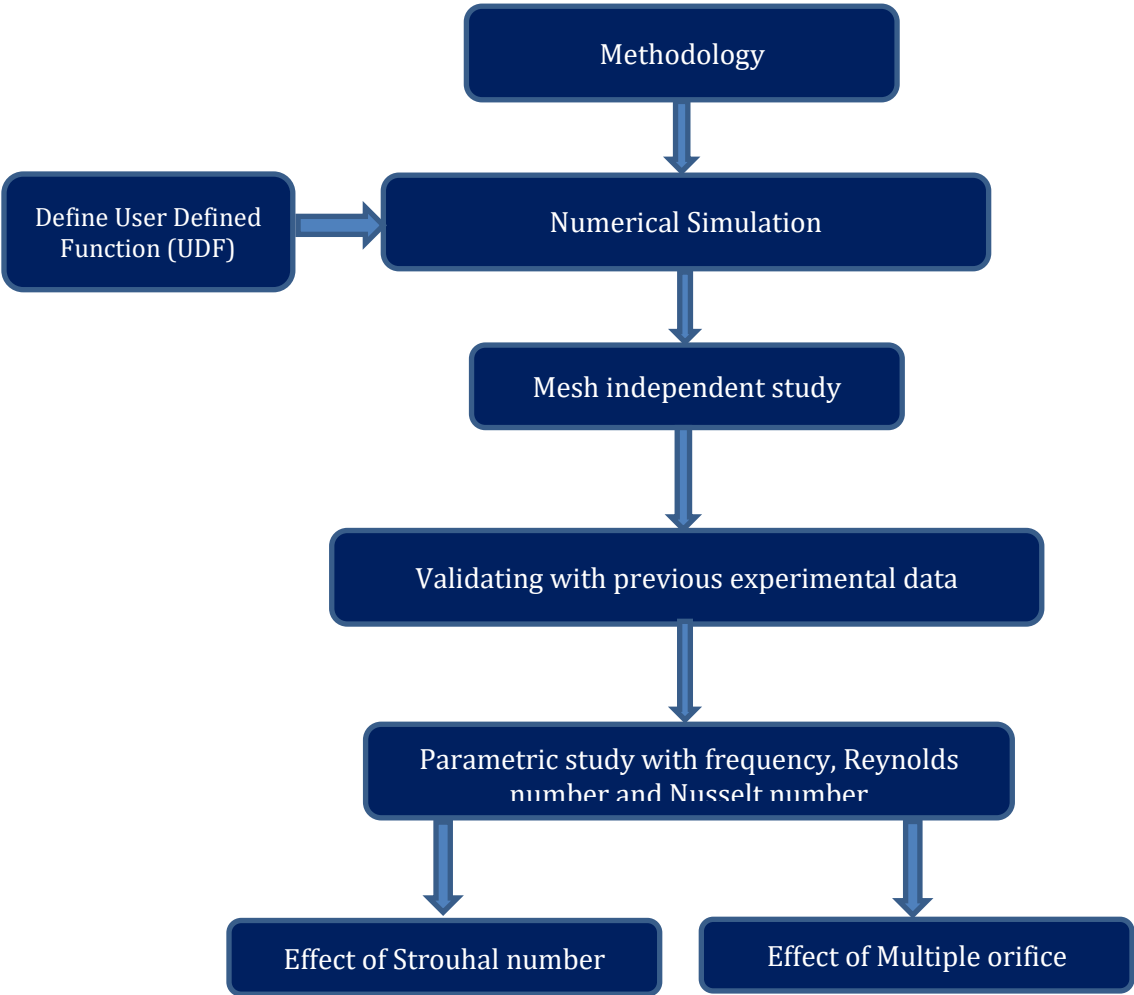 Methodology
Define User Defined
Function (UDF)
Numerical Simulation
Mesh independent study
Validating with previous experimental data
Parametric study with frequency, Reynolds
number and Nusselt number
Effect of Strouhal number
Effect of Multiple orifice